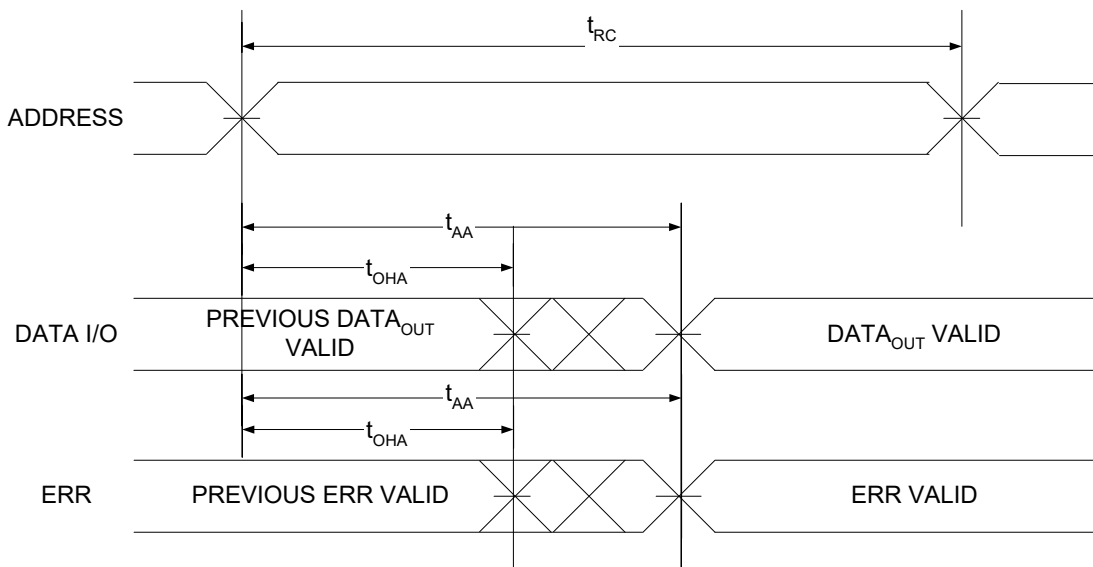 tRC
ADDRESS
tAA
tOHA
DATA I/O
PREVIOUS DATAOUT
VALID
DATAOUT VALID
tAA
tOHA
ERR
PREVIOUS ERR VALID
ERR VALID